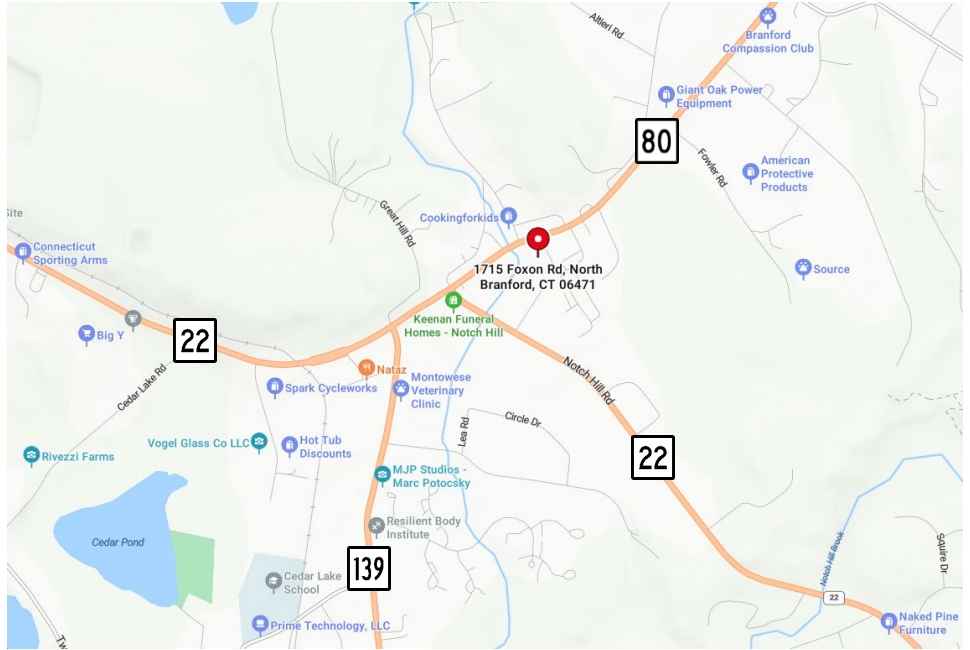 Altieri Rd
Branford
Compassion Club
Giant Oak Power
Equipment
80
Fowler Rd
American
Protective
Products
Great Hill Rd
Site
Cookingforkids
Connecticut
Sporting Arms
1715 Foxon Rd, North
Branford, CT 06471
Source
Keenan Funeral
Homes - Notch Hill
Big Y
22
Nataz
Notch Hill Rd
Cedar Lake Rd
Spark Cycleworks
Montowese
Veterinary
Clinic
Circle Dr
Lea Rd
Vogel Glass Co LLC
Hot Tub
Discounts
Rivezzi Farms
22
MJP Studios -
Marc Potocsky
Resilient Body
Institute
Cedar Pond
139
Notch Hill Brook
Squire Dr
Cedar Lake
School
22
Prime Technology, LLC
Naked Pine
Furniture
Tw